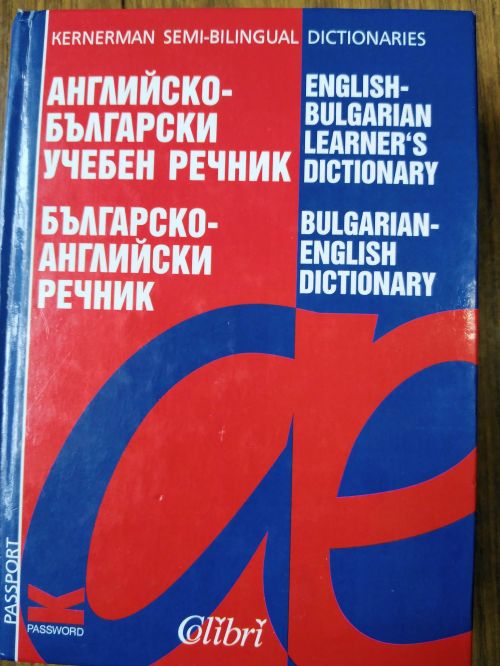 KERNERMAN SEMI-BILINGUAL DICTIONARIES
АНГЛИЙСКО-
БЪЛГАРСКИ
УЧЕБЕН РЕЧНИК
ENGLISH-
BULGARIAN
LEARNER'S
DICTIONARY
БЪЛГАРСКО-
АНГЛИЙСКИ
РЕЧНИК
BULGARIAN-
ENGLISH
DICTIONARY
æ
PASSPORT
K
PASSWORD
Colibri